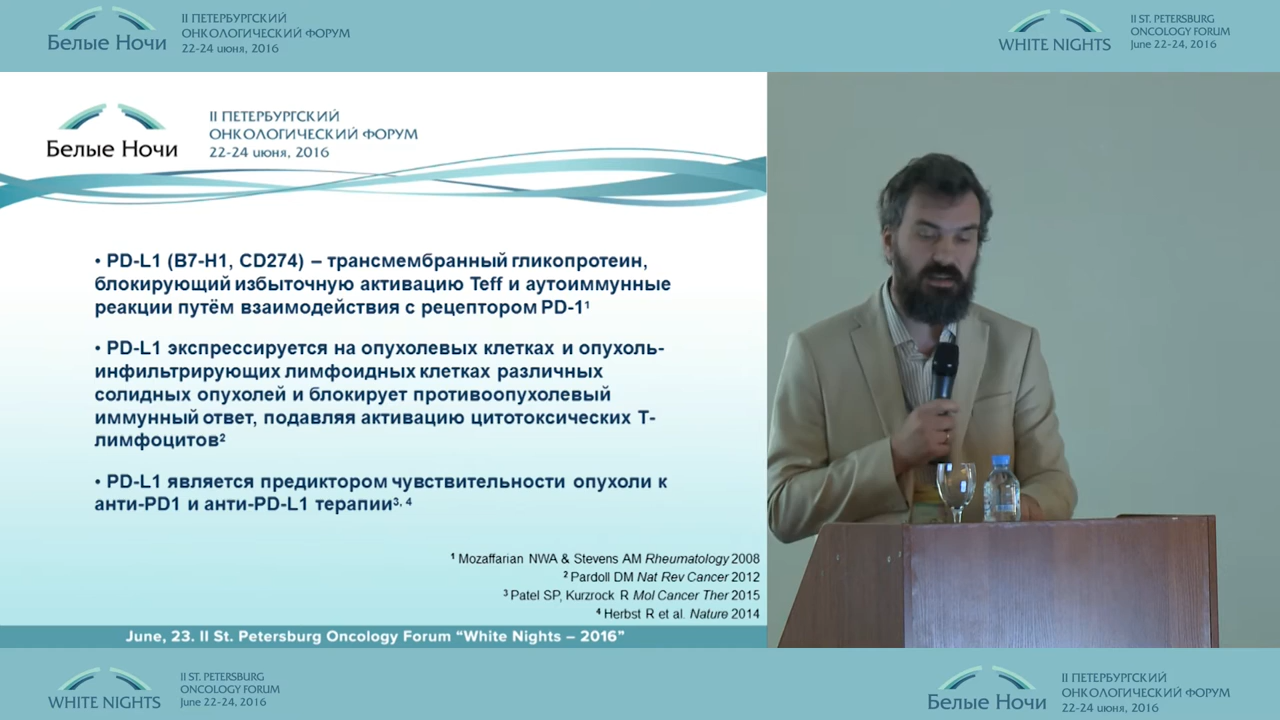 Белые Ночи
II ПЕТЕРБУРГСКИЙ
ОНКОЛОГИЧЕСКИЙ ФОРУМ
22-24 июня, 2016
WHITE NIGHTS
II ST. PETERSBURG
ONCOLOGY FORUM
June 22-24, 2016
Белые Ночи
II ПЕТЕРБУРГСКИЙ
ОНКОЛОГИЧЕСКИЙ ФОРУМ
22-24 июня, 2016
• PD-L1 (B7-H1, CD274) – трансмембранный гликопротеин,
блокирующий избыточную активацию Teff и аутоиммунные
реакции путём взаимодействия с рецептором PD-1¹
• PD-L1 экспрессируется на опухолевых клетках и опухоль-
инфильтрирующих лимфоидных клетках различных
солидных опухолей и блокирует противоопухолевый
иммунный ответ, подавляя активацию цитотоксических Т-
лимфоцитов²
• PD-L1 является предиктором чувствительности опухоли к
анти-PD1 и анти-PD-L1 терапии³, ⁴
¹ Mozaffarian NWA & Stevens AM Rheumatology 2008
² Pardoll DM Nat Rev Cancer 2012
³ Patel SP, Kurzrock R Mol Cancer Ther 2015
⁴ Herbst R et al. Nature 2014
June, 23. II St. Petersburg Oncology Forum “White Nights – 2016”
WHITE NIGHTS
II ST. PETERSBURG
ONCOLOGY FORUM
June 22-24, 2016
Белые Ночи
II ПЕТЕРБУРГСКИЙ
ОНКОЛОГИЧЕСКИЙ ФОРУМ
22-24 июня, 2016